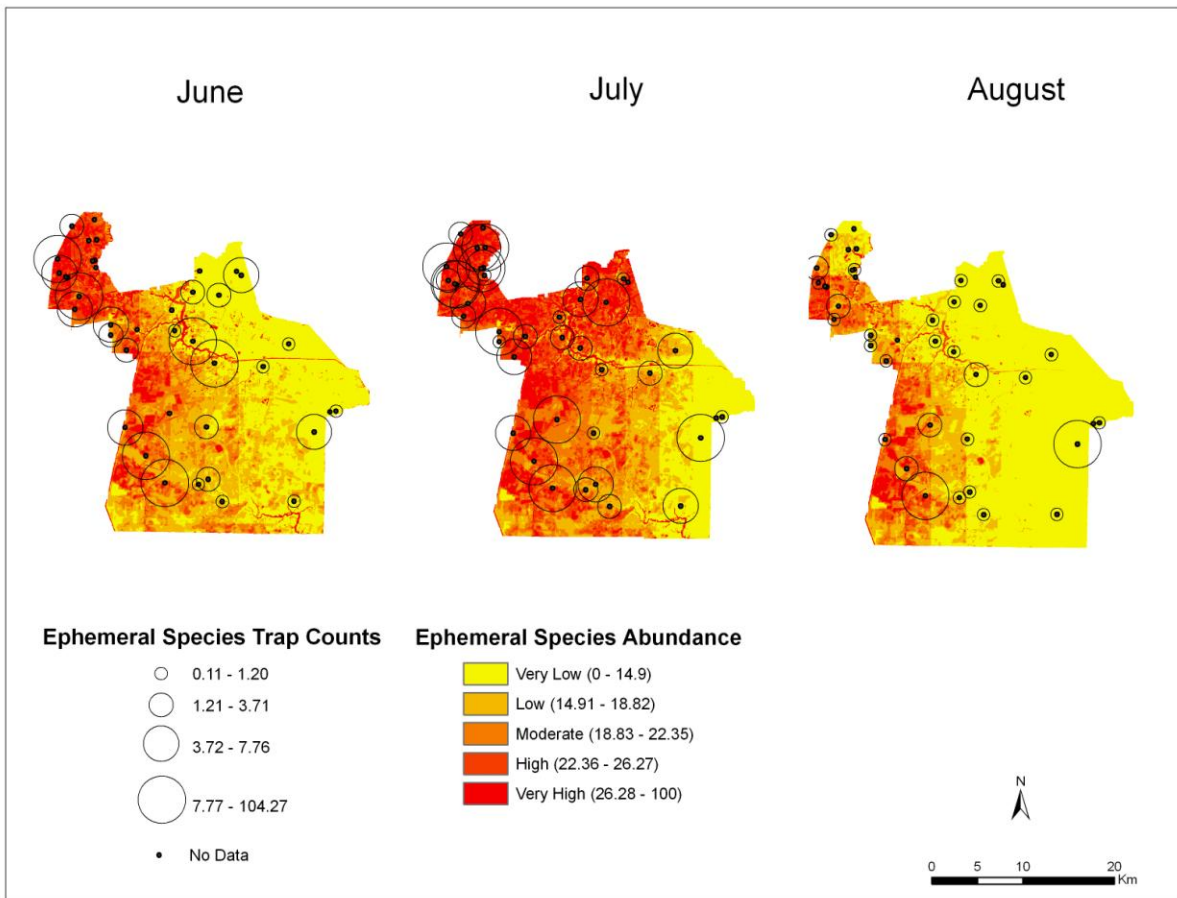 June
July
August
Ephemeral Species Trap Counts
0.11 - 1.20
1.21 - 3.71
3.72 - 7.76
7.77 - 104.27
No Data
Ephemeral Species Abundance
Very Low (0 - 14.9)
Low (14.91 - 18.82)
Moderate (18.83 - 22.35)
High (22.36 - 26.27)
Very High (26.28 - 100)
N
0 5 10 20
Km